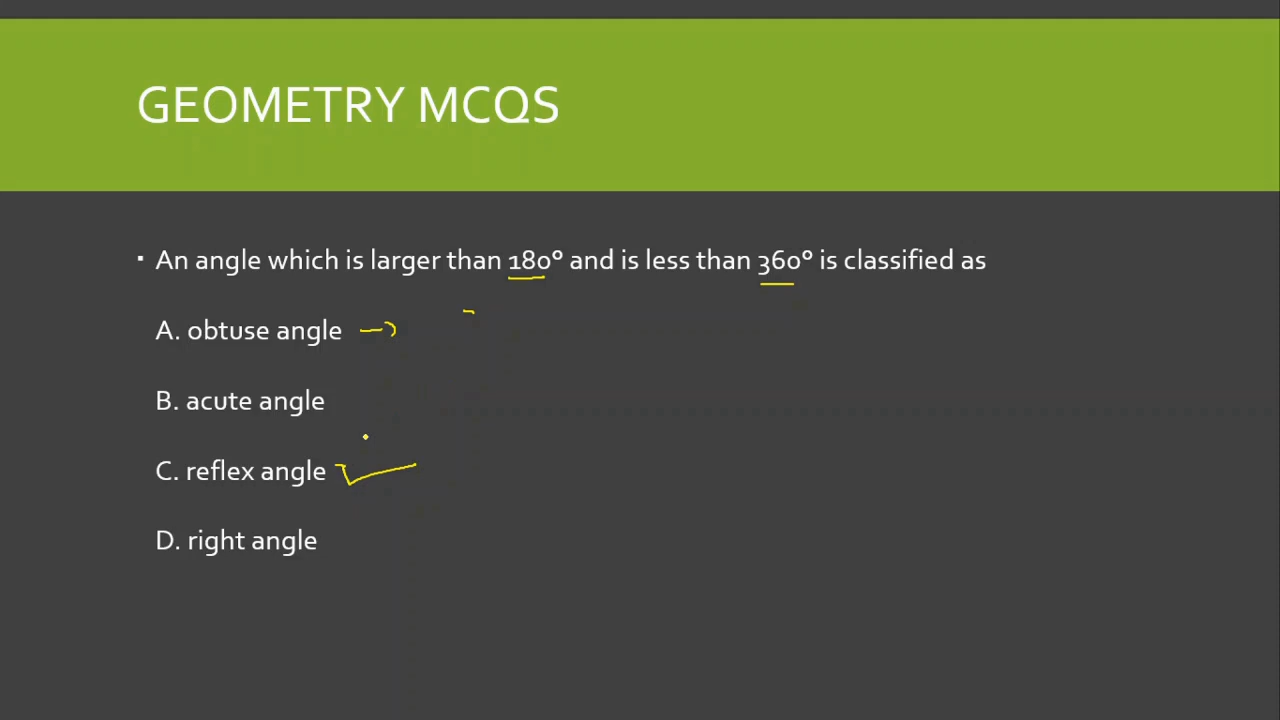 GEOMETRY MCQS
▪ An angle which is larger than 180° and is less than 360° is classified as
A. obtuse angle
B. acute angle
C. reflex angle
D. right angle